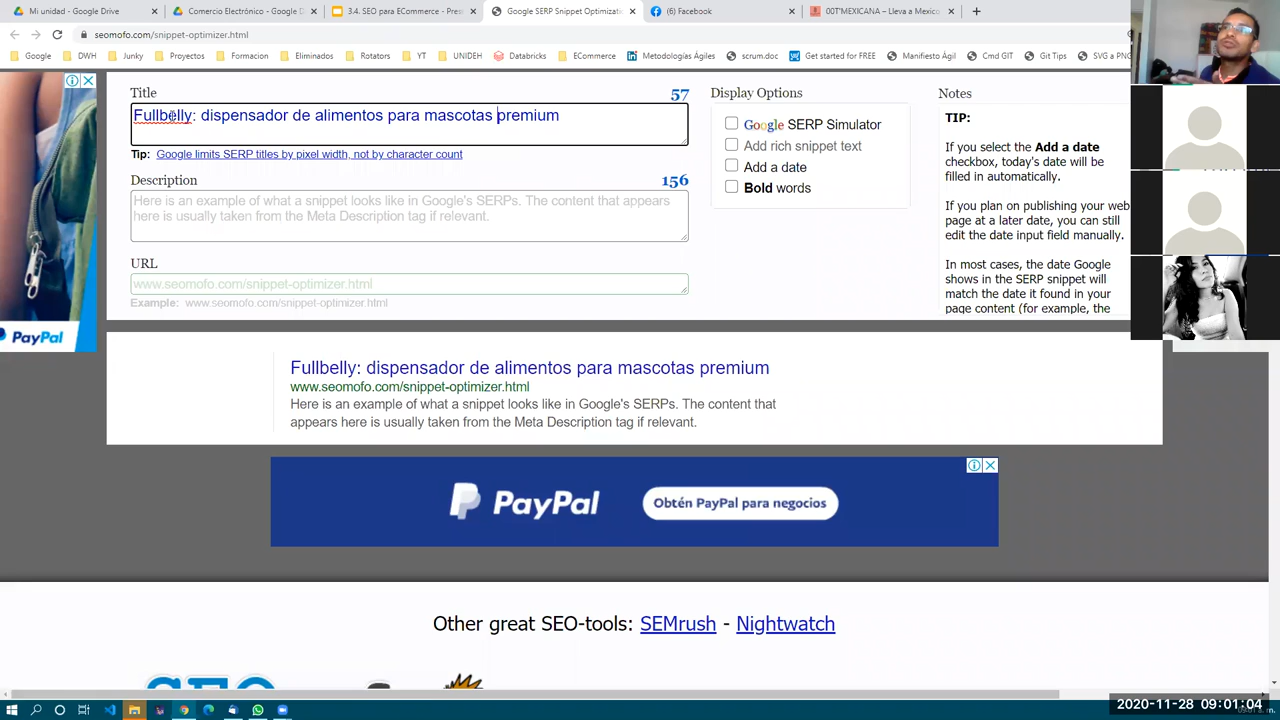 Mi unidad - Google Drive
Comercio Electrónico - Google D
3.4. SEO para ECommerce - Pres
Google SERP Snippet Optimizati
(6) Facebook
00T'MEXICANA – Lleva a Mexico
seomofo.com/snippet-optimizer.html
Google
DWH
Junky
Proyectos
Formacion
Eliminados
Rotators
YT
UNIDEH
Databricks
ECommerce
Metodologías Ágiles
scrum.doc
Get started for FREE
Manifiesto Ágil
Cmd GIT
Git Tips
SVG a PNG
Title
57
Fullbelly: dispensador de alimentos para mascotas premium
Tip: Google limits SERP titles by pixel width, not by character count
Description
156
Here is an example of what a snippet looks like in Google's SERPs. The content that appears
here is usually taken from the Meta Description tag if relevant.
URL
www.seomofo.com/snippet-optimizer.html
Example: www.seomofo.com/snippet-optimizer.html
Display Options
Google SERP Simulator
Add rich snippet text
Add a date
Bold words
Notes
TIP:
If you select the Add a date
checkbox, today's date will be
filled in automatically.
If you plan on publishing your web
page at a later date, you can still
edit the date input field manually.
In most cases, the date Google
shows in the SERP snippet will
match the date it found in your
page content (for example, the
PayPal
Fullbelly: dispensador de alimentos para mascotas premium
www.seomofo.com/snippet-optimizer.html
Here is an example of what a snippet looks like in Google's SERPs. The content that
appears here is usually taken from the Meta Description tag if relevant.
PayPal
Obtén PayPal para negocios
Other great SEO-tools: SEMrush - Nightwatch
SEO
2020-11-28 09:01:04